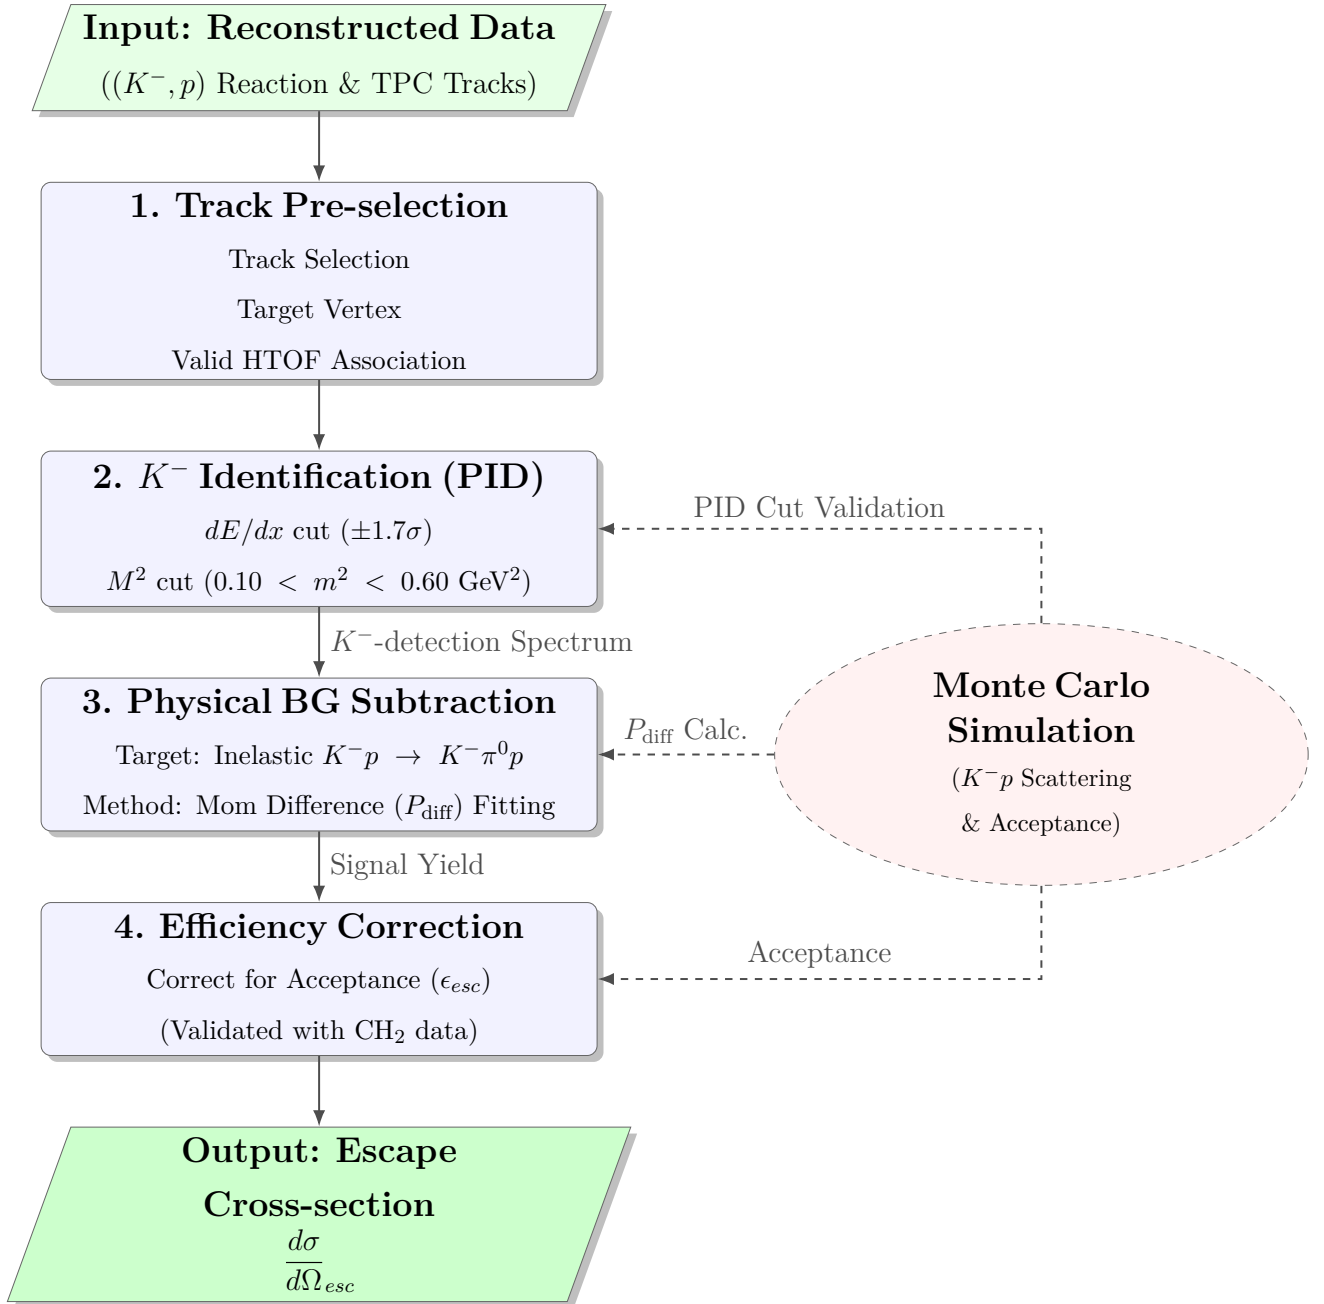 Input: Reconstructed Data
((K⁻, p) Reaction & TPC Tracks)
1. Track Pre-selection
Track Selection
Target Vertex
Valid HTOF Association
2. K⁻ Identification (PID)
dE/dx cut (±1.7σ)
M² cut (0.10 < m² < 0.60 GeV²)
PID Cut Validation
K⁻-detection Spectrum
3. Physical BG Subtraction
Target: Inelastic K⁻p → K⁻π⁰p
Method: Mom Difference (P_diff) Fitting
P_diff Calc.
Monte Carlo
Simulation
(K⁻p Scattering
& Acceptance)
Signal Yield
4. Efficiency Correction
Correct for Acceptance (ϵ_esc)
(Validated with CH₂ data)
Acceptance
Output: Escape
Cross-section
dσ/dΩ_esc